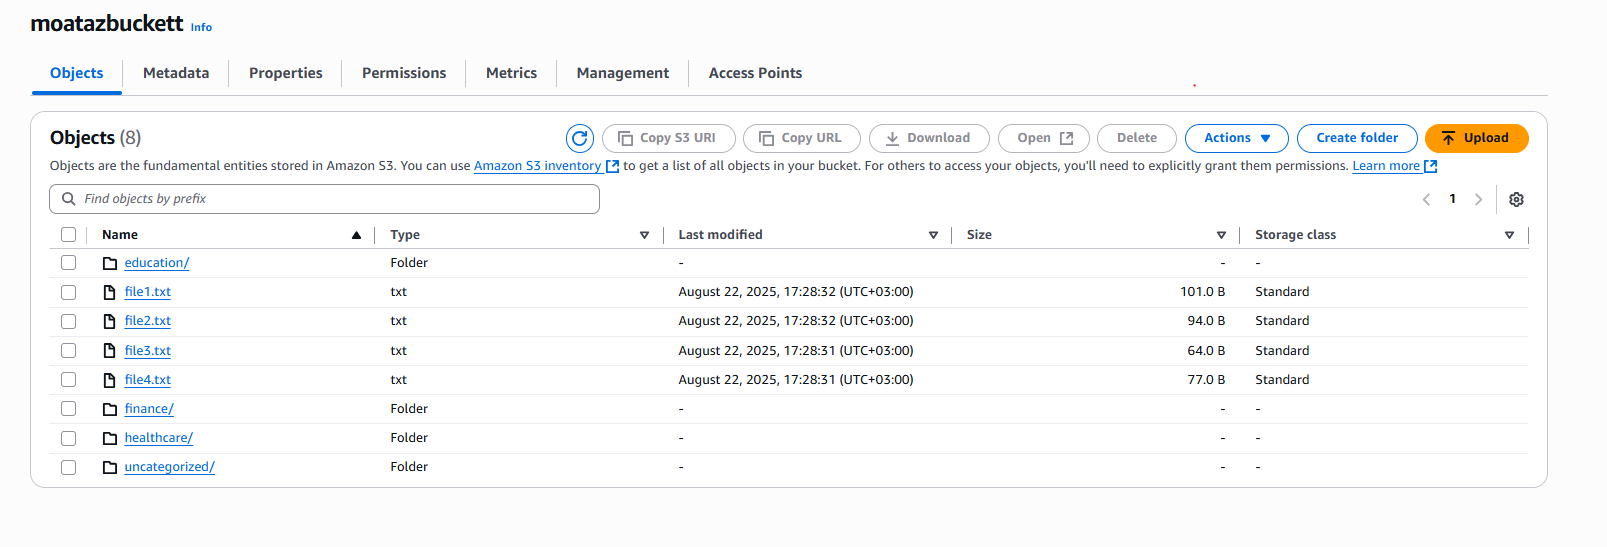 moatazbuckett Info
Objects Metadata Properties Permissions Metrics Management Access Points
Objects (8) Copy S3 URI Copy URL Download Open Delete Actions Create folder Upload
Objects are the fundamental entities stored in Amazon S3. You can use Amazon S3 inventory to get a list of all objects in your bucket. For others to access your objects, you'll need to explicitly grant them permissions. Learn more
Find objects by prefix 1
Name Type Last modified Size Storage class
education/ Folder - - -
file1.txt txt August 22, 2025, 17:28:32 (UTC+03:00) 101.0 B Standard
file2.txt txt August 22, 2025, 17:28:32 (UTC+03:00) 94.0 B Standard
file3.txt txt August 22, 2025, 17:28:31 (UTC+03:00) 64.0 B Standard
file4.txt txt August 22, 2025, 17:28:31 (UTC+03:00) 77.0 B Standard
finance/ Folder - - -
healthcare/ Folder - - -
uncategorized/ Folder - - -